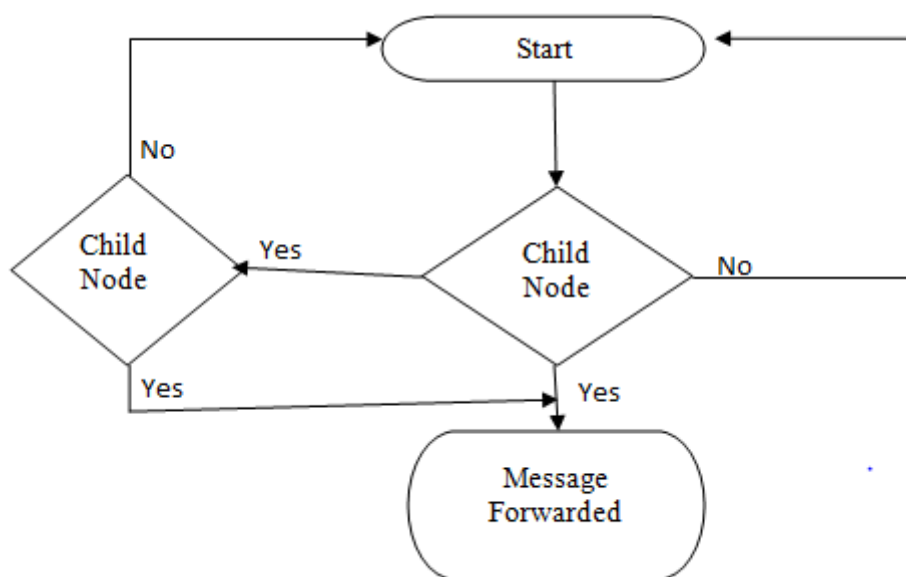 Start
No
Child
Node
Yes
Child
Node
No
Yes
Yes
Message
Forwarded